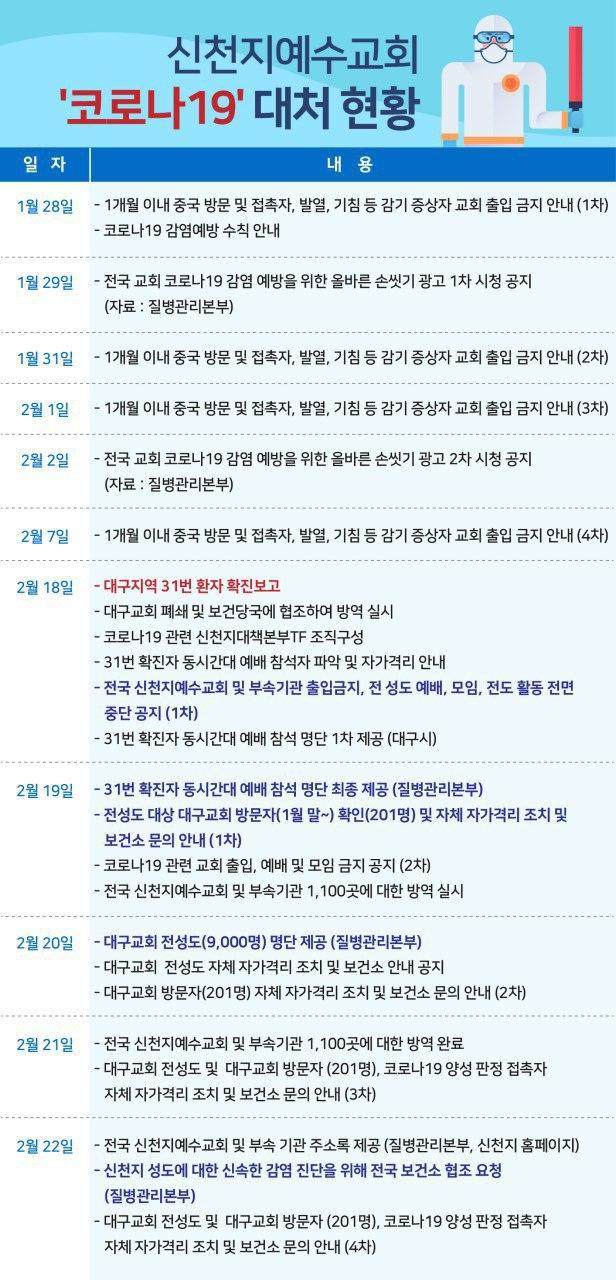 신천지예수교회
'코로나19' 대처 현황
일 자
내 용
1월 28일
- 1개월 이내 중국 방문 및 접촉자, 발열, 기침 등 감기 증상자 교회 출입 금지 안내 (1차)
- 코로나19 감염예방 수칙 안내
1월 29일
- 전국 교회 코로나19 감염 예방을 위한 올바른 손씻기 광고 1차 시청 공지
(자료 : 질병관리본부)
1월 31일
- 1개월 이내 중국 방문 및 접촉자, 발열, 기침 등 감기 증상자 교회 출입 금지 안내 (2차)
2월 1일
- 1개월 이내 중국 방문 및 접촉자, 발열, 기침 등 감기 증상자 교회 출입 금지 안내 (3차)
2월 2일
- 전국 교회 코로나19 감염 예방을 위한 올바른 손씻기 광고 2차 시청 공지
(자료 : 질병관리본부)
2월 7일
- 1개월 이내 중국 방문 및 접촉자, 발열, 기침 등 감기 증상자 교회 출입 금지 안내 (4차)
2월 18일
- 대구지역 31번 환자 확진보고
- 대구교회 폐쇄 및 보건당국에 협조하여 방역 실시
- 코로나19 관련 신천지대책본부TF 조직구성
- 31번 확진자 동시간대 예배 참석자 파악 및 자가격리 안내
- 전국 신천지예수교회 및 부속기관 출입금지, 전 성도 예배, 모임, 전도 활동 전면
중단 공지 (1차)
- 31번 확진자 동시간대 예배 참석 명단 1차 제공 (대구시)
2월 19일
- 31번 확진자 동시간대 예배 참석 명단 최종 제공 (질병관리본부)
- 전성도 대상 대구교회 방문자(1월 말~) 확인(201명) 및 자체 자가격리 조치 및
보건소 문의 안내 (1차)
- 코로나19 관련 교회 출입, 예배 및 모임 금지 공지 (2차)
- 전국 신천지예수교회 및 부속기관 1,100곳에 대한 방역 실시
2월 20일
- 대구교회 전성도(9,000명) 명단 제공 (질병관리본부)
- 대구교회 전성도 자체 자가격리 조치 및 보건소 안내 공지
- 대구교회 방문자(201명) 자체 자가격리 조치 및 보건소 문의 안내 (2차)
2월 21일
- 전국 신천지예수교회 및 부속기관 1,100곳에 대한 방역 완료
- 대구교회 전성도 및 대구교회 방문자 (201명), 코로나19 양성 판정 접촉자
자체 자가격리 조치 및 보건소 문의 안내 (3차)
2월 22일
- 전국 신천지예수교회 및 부속 기관 주소록 제공 (질병관리본부, 신천지 홈페이지)
- 신천지 성도에 대한 신속한 감염 진단을 위해 전국 보건소 협조 요청
(질병관리본부)
- 대구교회 전성도 및 대구교회 방문자 (201명), 코로나19 양성 판정 접촉자
자체 자가격리 조치 및 보건소 문의 안내 (4차)